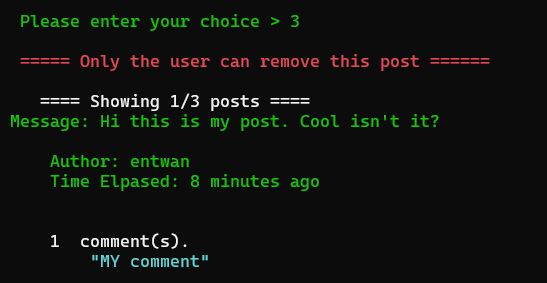 Please enter your choice > 3
===== Only the user can remove this post ======
==== Showing 1/3 posts ====
Message: Hi this is my post. Cool isn't it?
Author: entwan
Time Elpased: 8 minutes ago
1 comment(s).
"MY comment"